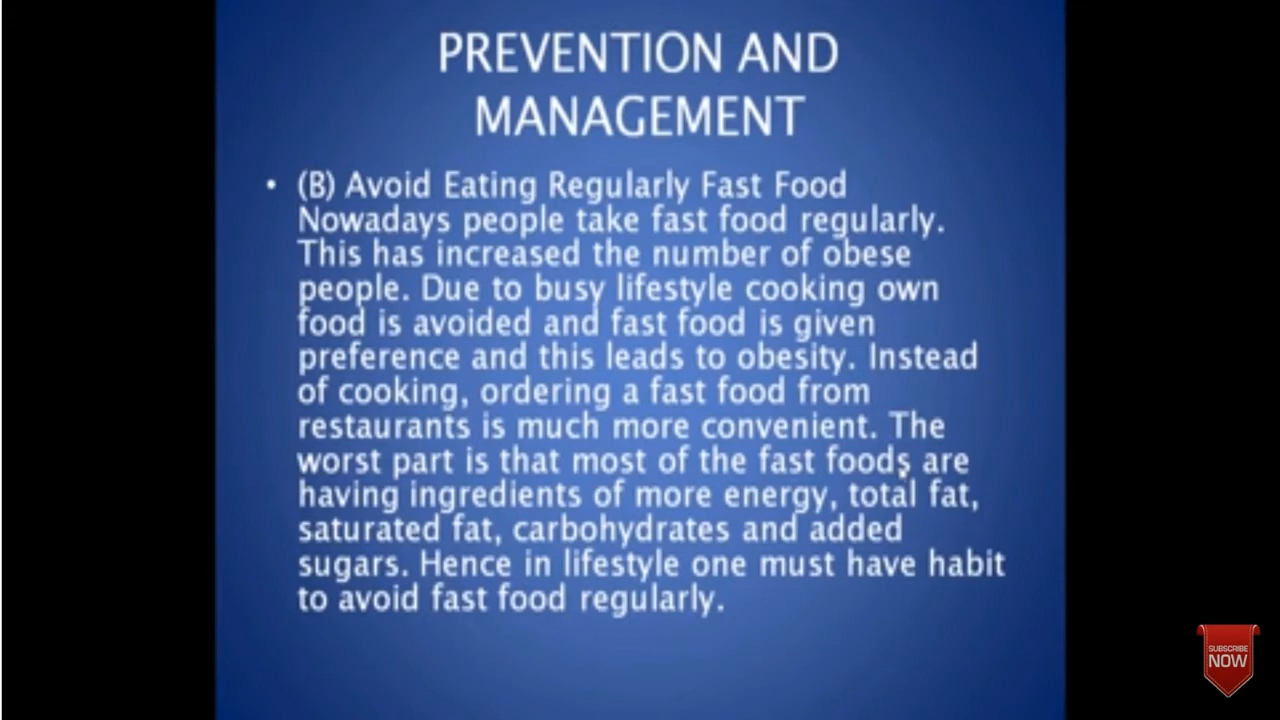 PREVENTION AND
MANAGEMENT
• (B) Avoid Eating Regularly Fast Food
Nowadays people take fast food regularly.
This has increased the number of obese
people. Due to busy lifestyle cooking own
food is avoided and fast food is given
preference and this leads to obesity. Instead
of cooking, ordering a fast food from
restaurants is much more convenient. The
worst part is that most of the fast foods are
having ingredients of more energy, total fat,
saturated fat, carbohydrates and added
sugars. Hence in lifestyle one must have habit
to avoid fast food regularly.
SUBSCRIBE
NOW